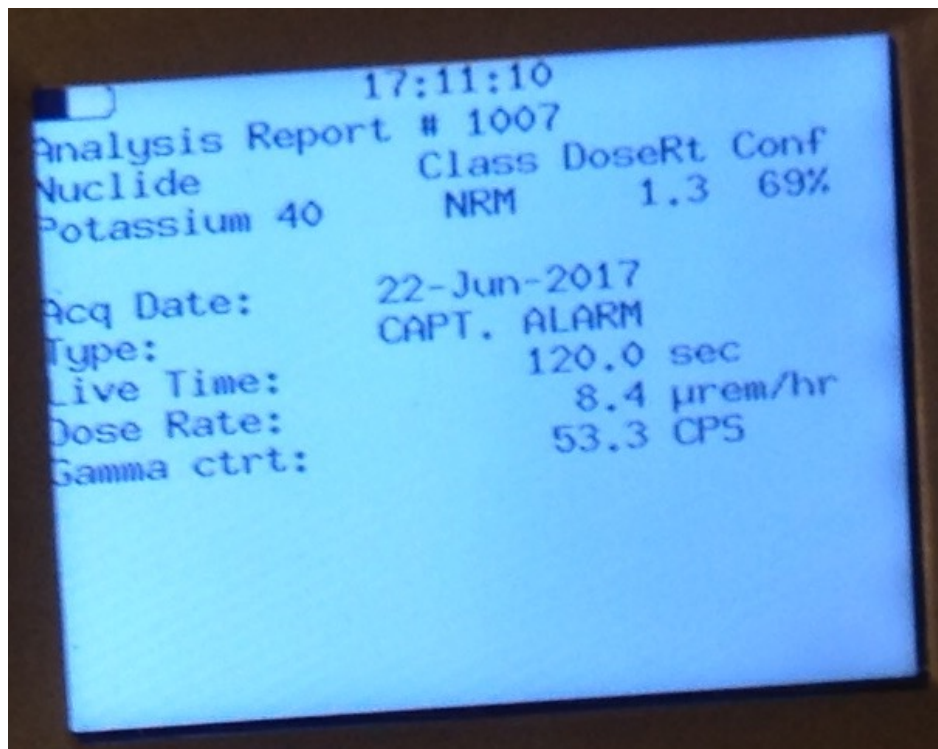 17:11:10
Analysis Report # 1007
Nuclide Class DoseRt Conf
Potassium 40 NRM 1.3 69%
Acq Date: 22-Jun-2017
Type: CAPT. ALARM
Live Time: 120.0 sec
Dose Rate: 8.4 µrem/hr
Gamma ctrt: 53.3 CPS